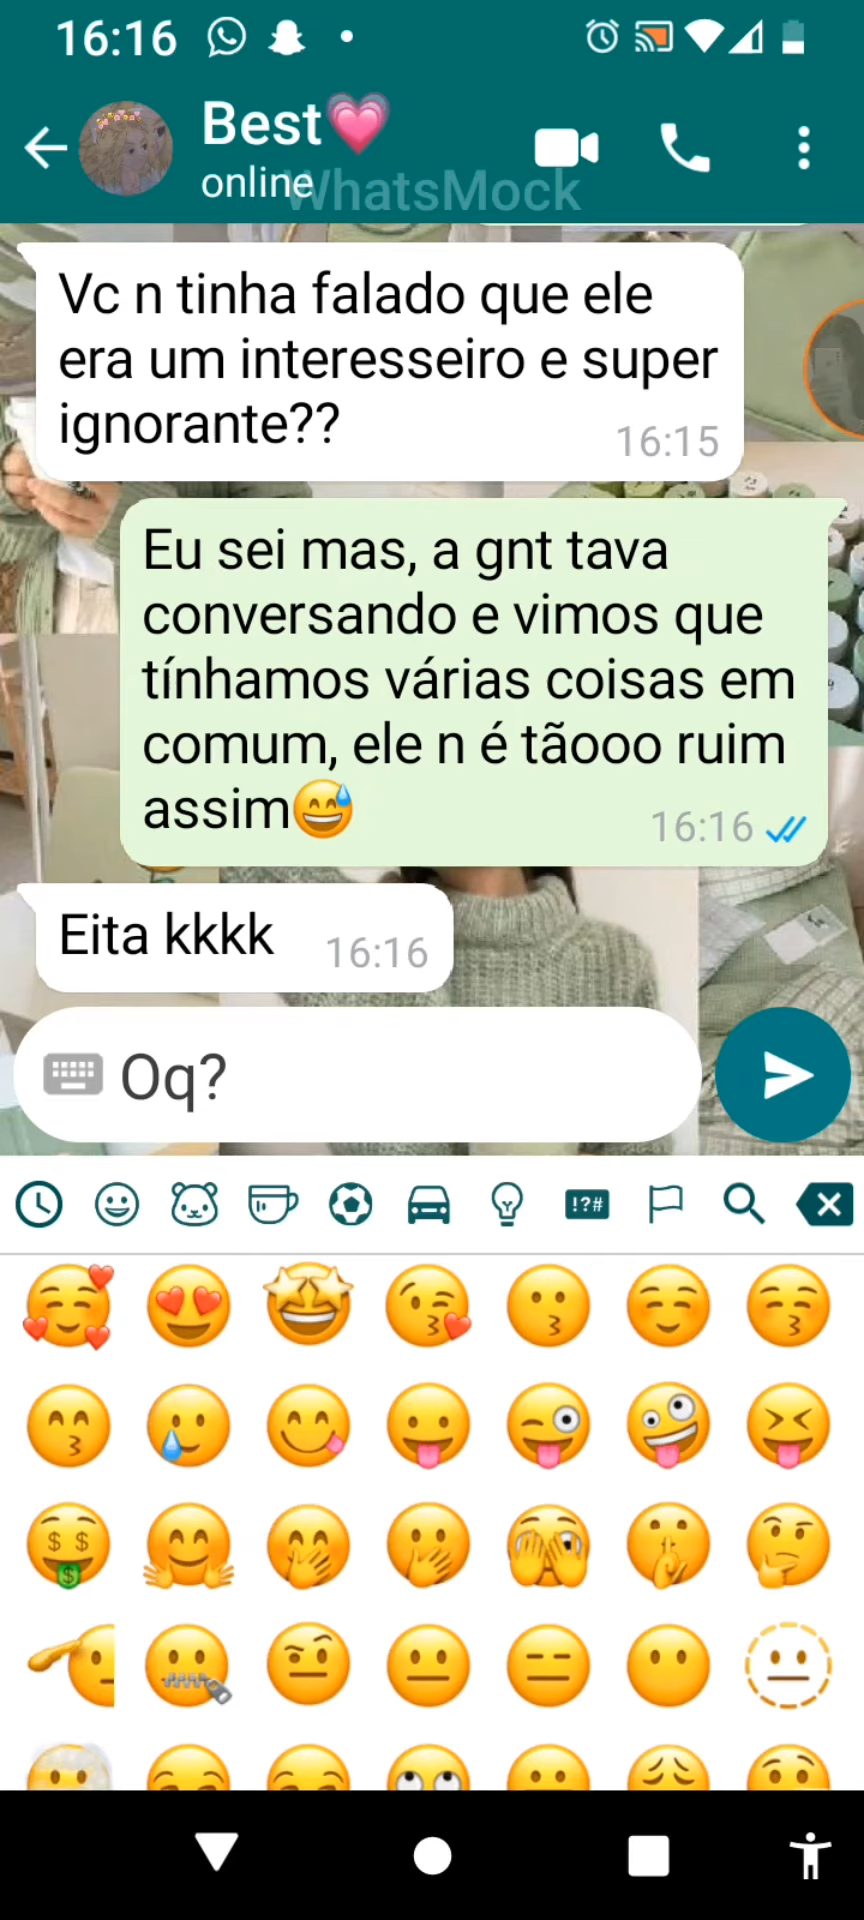 16:16
Best💗
online
WhatsMock
Vc n tinha falado que ele
era um interesseiro e super
ignorante??
16:15
Eu sei mas, a gnt tava
conversando e vimos que
tínhamos várias coisas em
comum, ele n é tãooo ruim
assim😅
16:16
Eita kkkk
16:16
Oq?
!?#